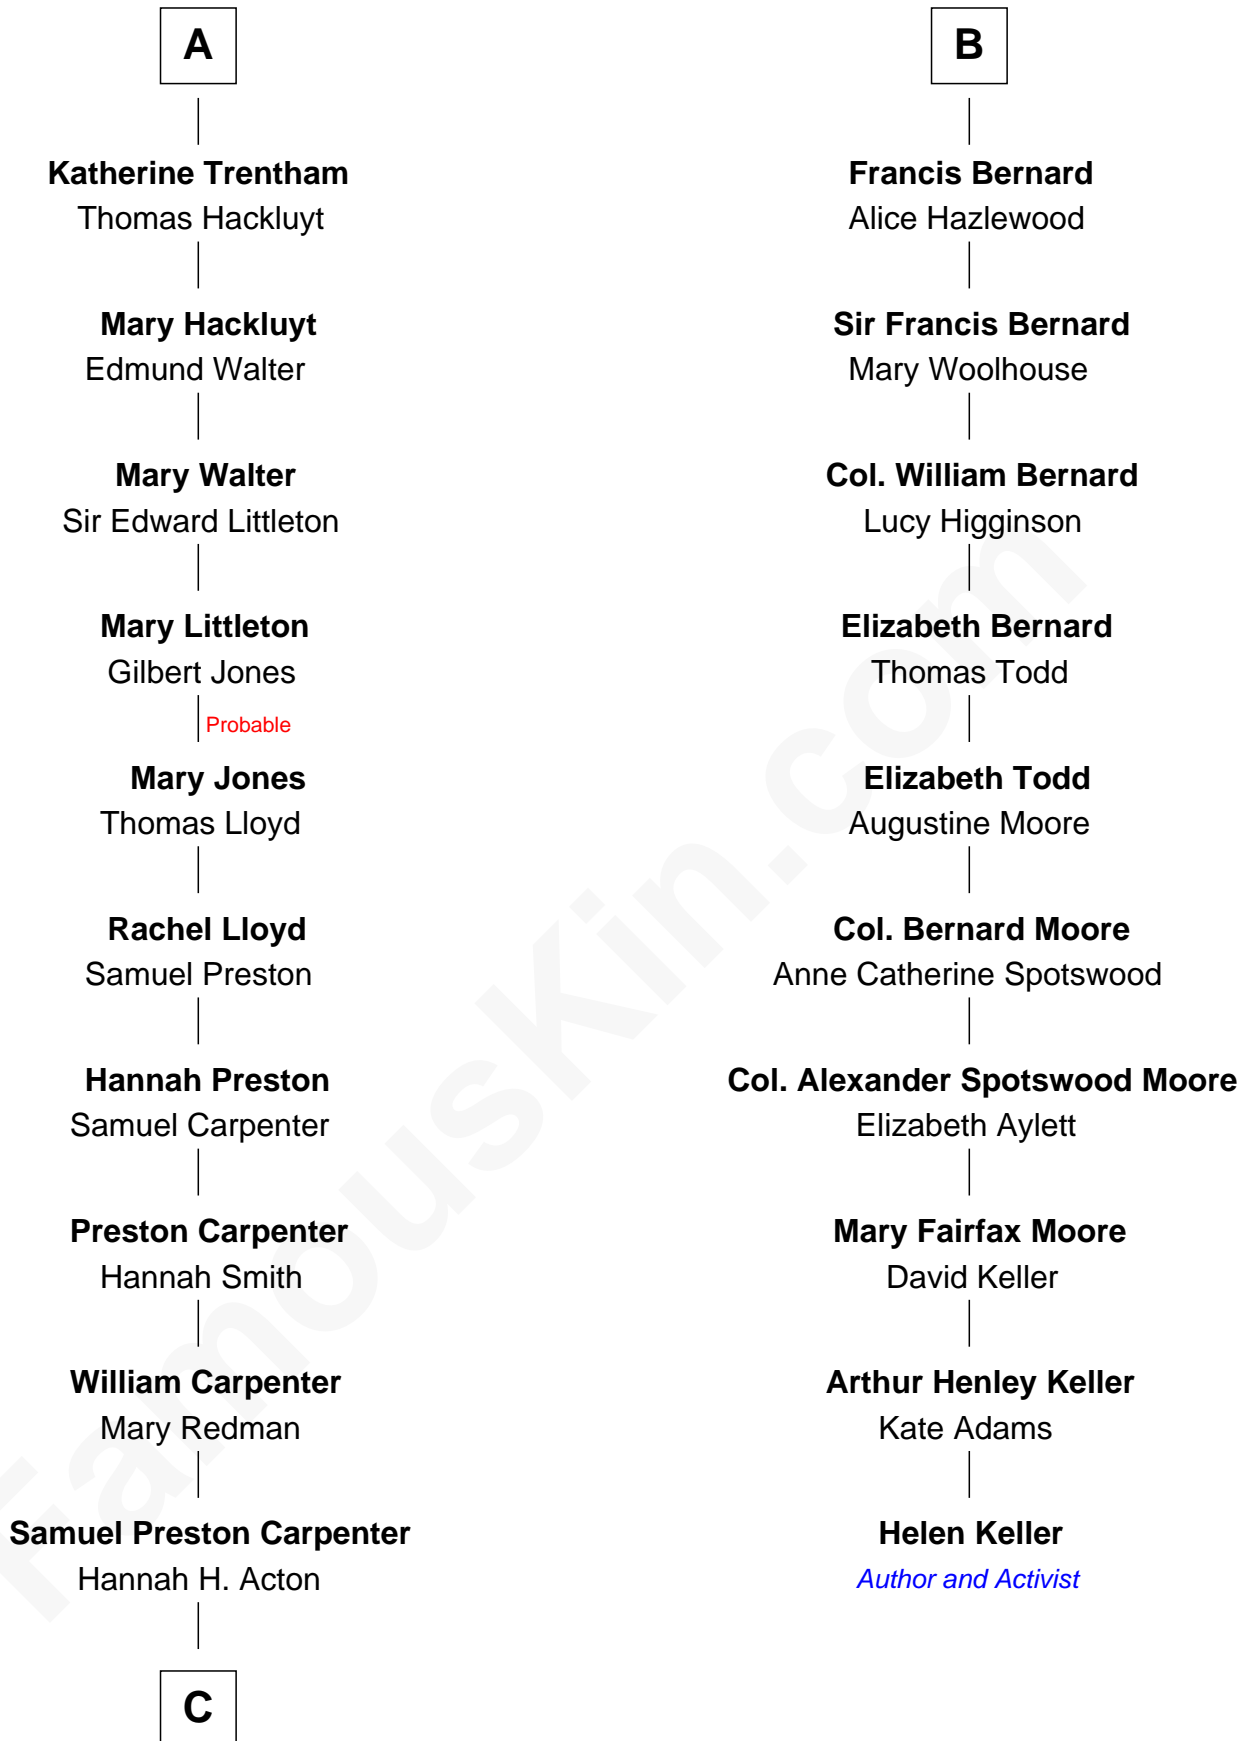 A
Katherine Trentham
Thomas Hackluyt
Mary Hackluyt
Edmund Walter
Mary Walter
Sir Edward Littleton
Mary Littleton
Gilbert Jones
Probable
Mary Jones
Thomas Lloyd
Rachel Lloyd
Samuel Preston
Hannah Preston
Samuel Carpenter
Preston Carpenter
Hannah Smith
William Carpenter
Mary Redman
Samuel Preston Carpenter
Hannah H. Acton
C
B
Francis Bernard
Alice Hazlewood
Sir Francis Bernard
Mary Woolhouse
Col. William Bernard
Lucy Higginson
Elizabeth Bernard
Thomas Todd
Elizabeth Todd
Augustine Moore
Col. Bernard Moore
Anne Catherine Spotswood
Col. Alexander Spotswood Moore
Elizabeth Aylett
Mary Fairfax Moore
David Keller
Arthur Henley Keller
Kate Adams
Helen Keller
Author and Activist
FamousKin.com